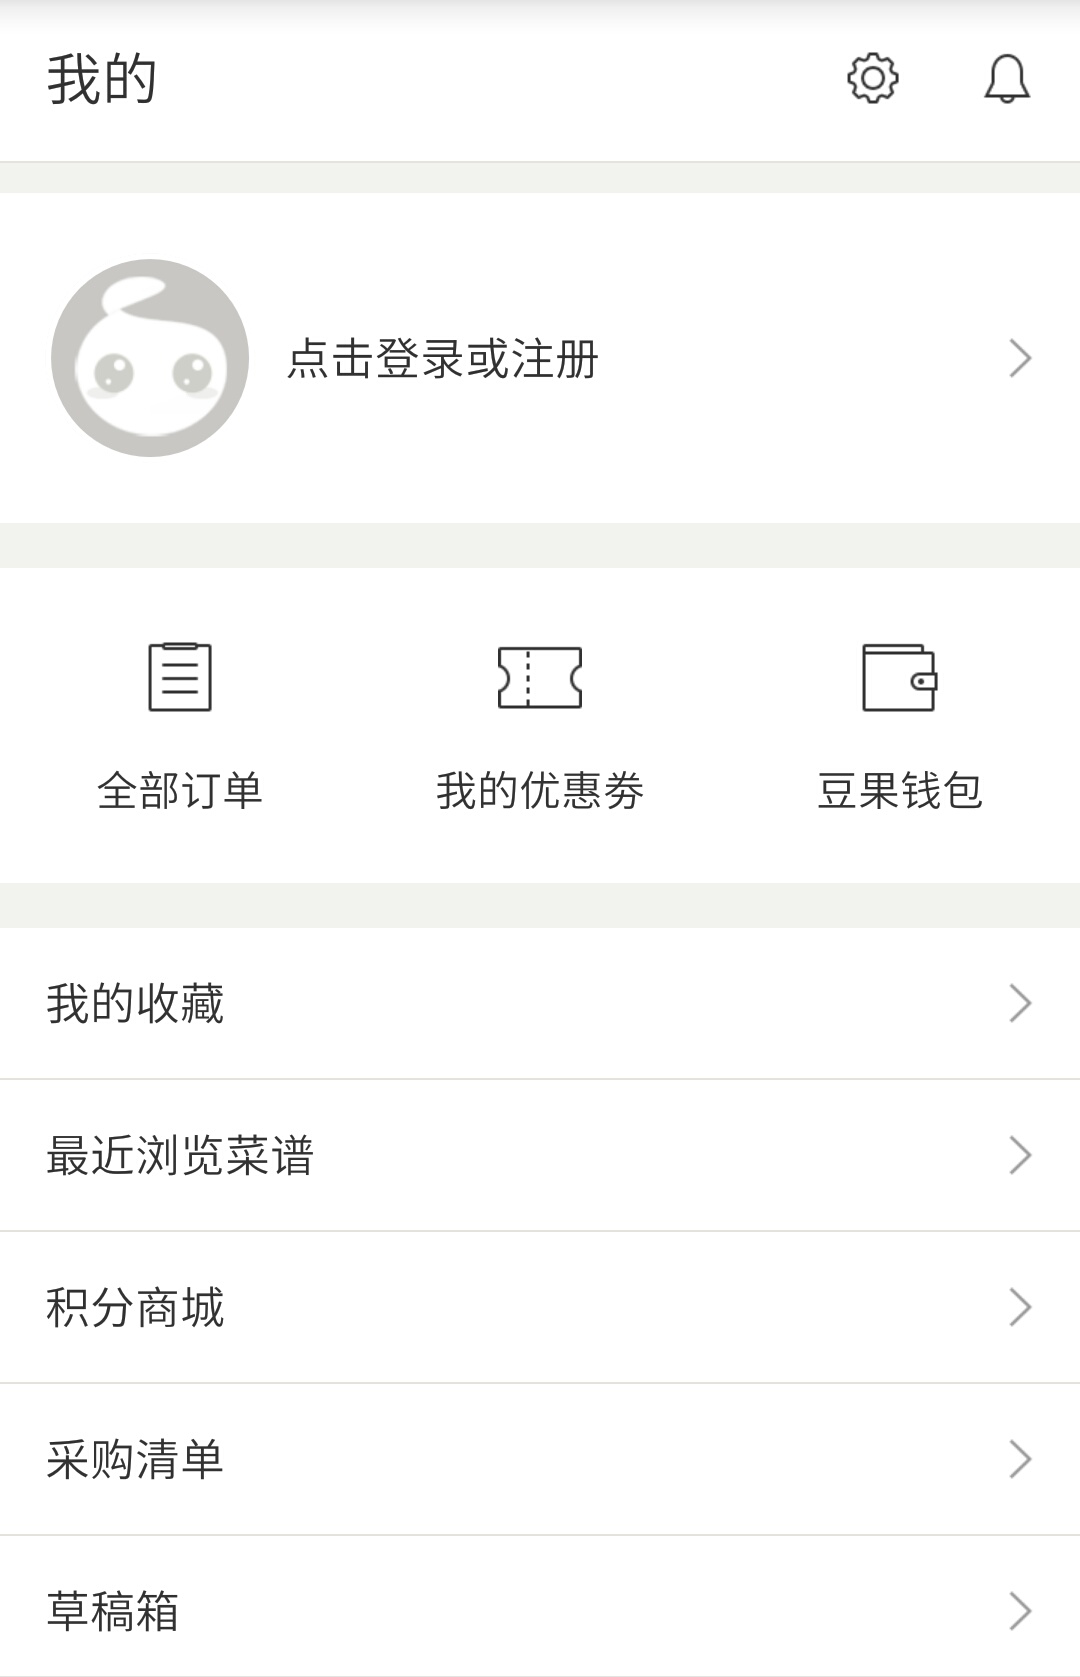 我的
点击登录或注册
全部订单
我的优惠券
豆果钱包
我的收藏
最近浏览菜谱
积分商城
采购清单
草稿箱